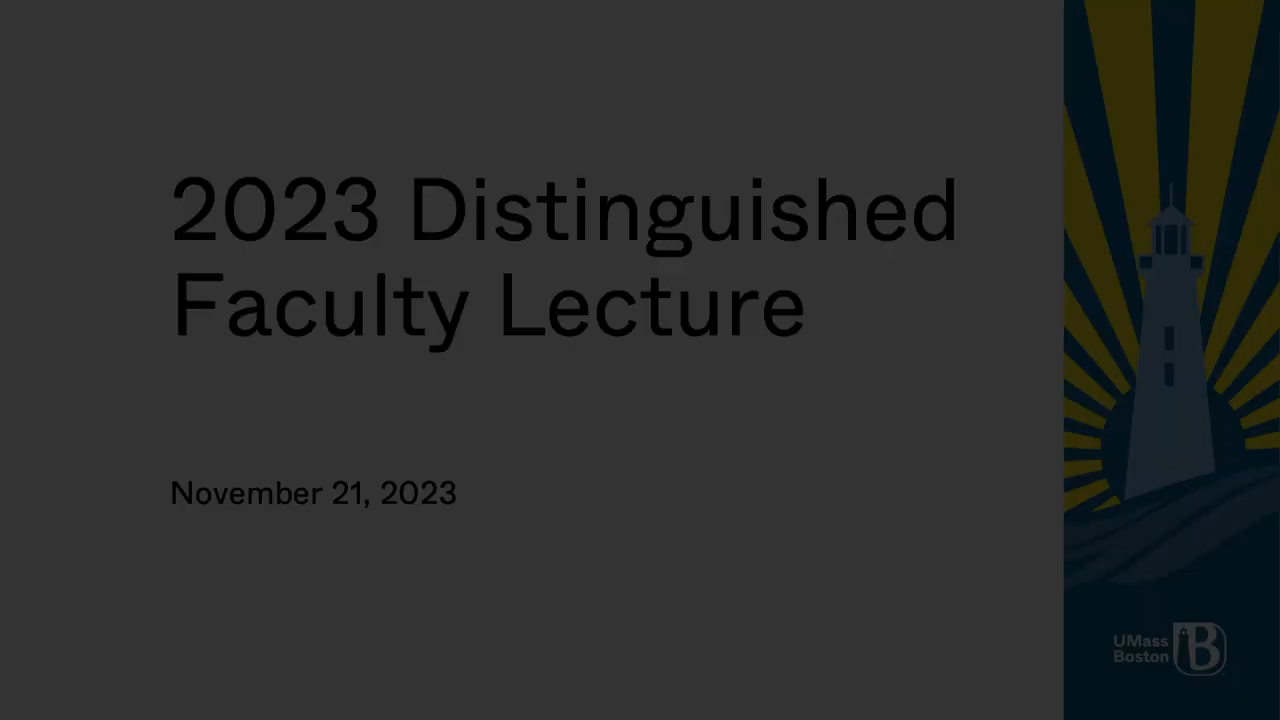 2023 Distinguished
Faculty Lecture
November 21, 2023
UMass
Boston
B